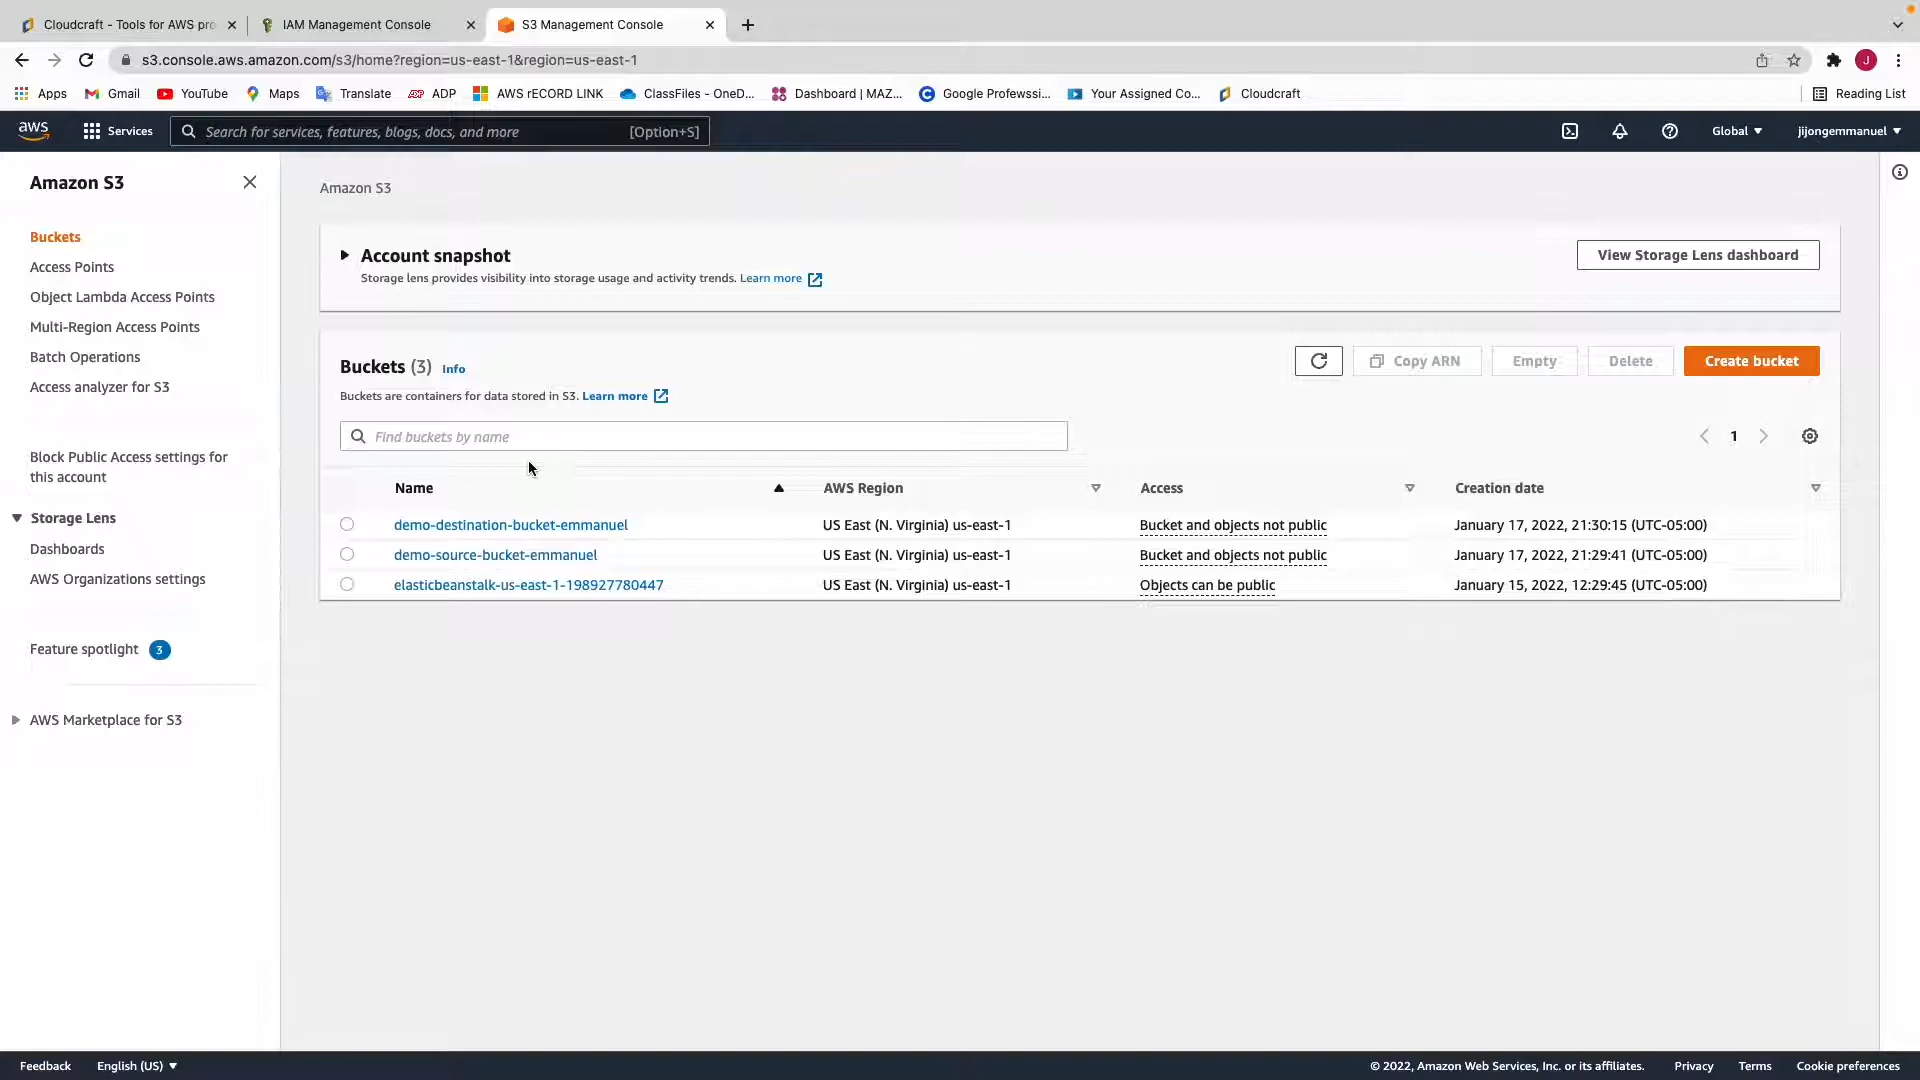 Cloudcraft - Tools for AWS pro
IAM Management Console
S3 Management Console
s3.console.aws.amazon.com/s3/home?region=us-east-1&region=us-east-1
J
Apps
Gmail
YouTube
Maps
Translate
ADP
AWS rECORD LINK
ClassFiles - OneD...
Dashboard | MAZ...
Google Profewssi...
Your Assigned Co...
Cloudcraft
Reading List
aws
Services
Search for services, features, blogs, docs, and more
[Option+S]
Global
jijongemmanuel
Amazon S3
Buckets
Access Points
Object Lambda Access Points
Multi-Region Access Points
Batch Operations
Access analyzer for S3
Block Public Access settings for
this account
Storage Lens
Dashboards
AWS Organizations settings
Feature spotlight 3
AWS Marketplace for S3
Amazon S3
Account snapshot
Storage lens provides visibility into storage usage and activity trends. Learn more
View Storage Lens dashboard
Buckets (3) Info
Buckets are containers for data stored in S3. Learn more
Copy ARN
Empty
Delete
Create bucket
Find buckets by name
1
Name AWS Region Access Creation date
demo-destination-bucket-emmanuel US East (N. Virginia) us-east-1 Bucket and objects not public January 17, 2022, 21:30:15 (UTC-05:00)
demo-source-bucket-emmanuel US East (N. Virginia) us-east-1 Bucket and objects not public January 17, 2022, 21:29:41 (UTC-05:00)
elasticbeanstalk-us-east-1-198927780447 US East (N. Virginia) us-east-1 Objects can be public January 15, 2022, 12:29:45 (UTC-05:00)
Feedback
English (US)
© 2022, Amazon Web Services, Inc. or its affiliates.
Privacy
Terms
Cookie preferences